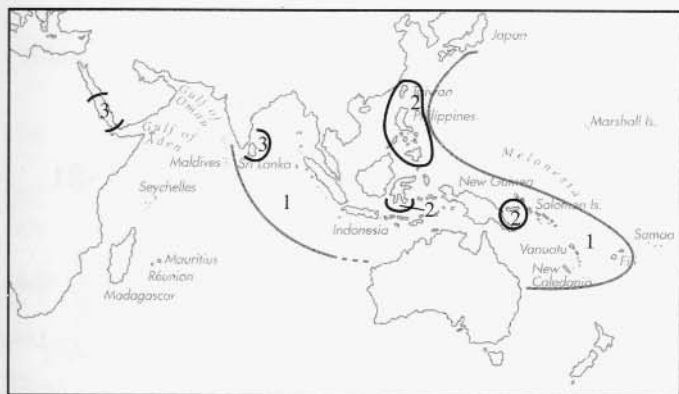 Japan
Taiwan
2
Philippines
Gulf of
Oman
3
Gulf of
Aden
3
Maldives
Sri Lanka
Marshall Is.
Melanesia
Seychelles
1
New Guinea
2
2
Solomon Is.
Indonesia
1
Samoa
Vanuatu
Fiji
Mauritius
Réunion
New
Caledonia
Madagascar